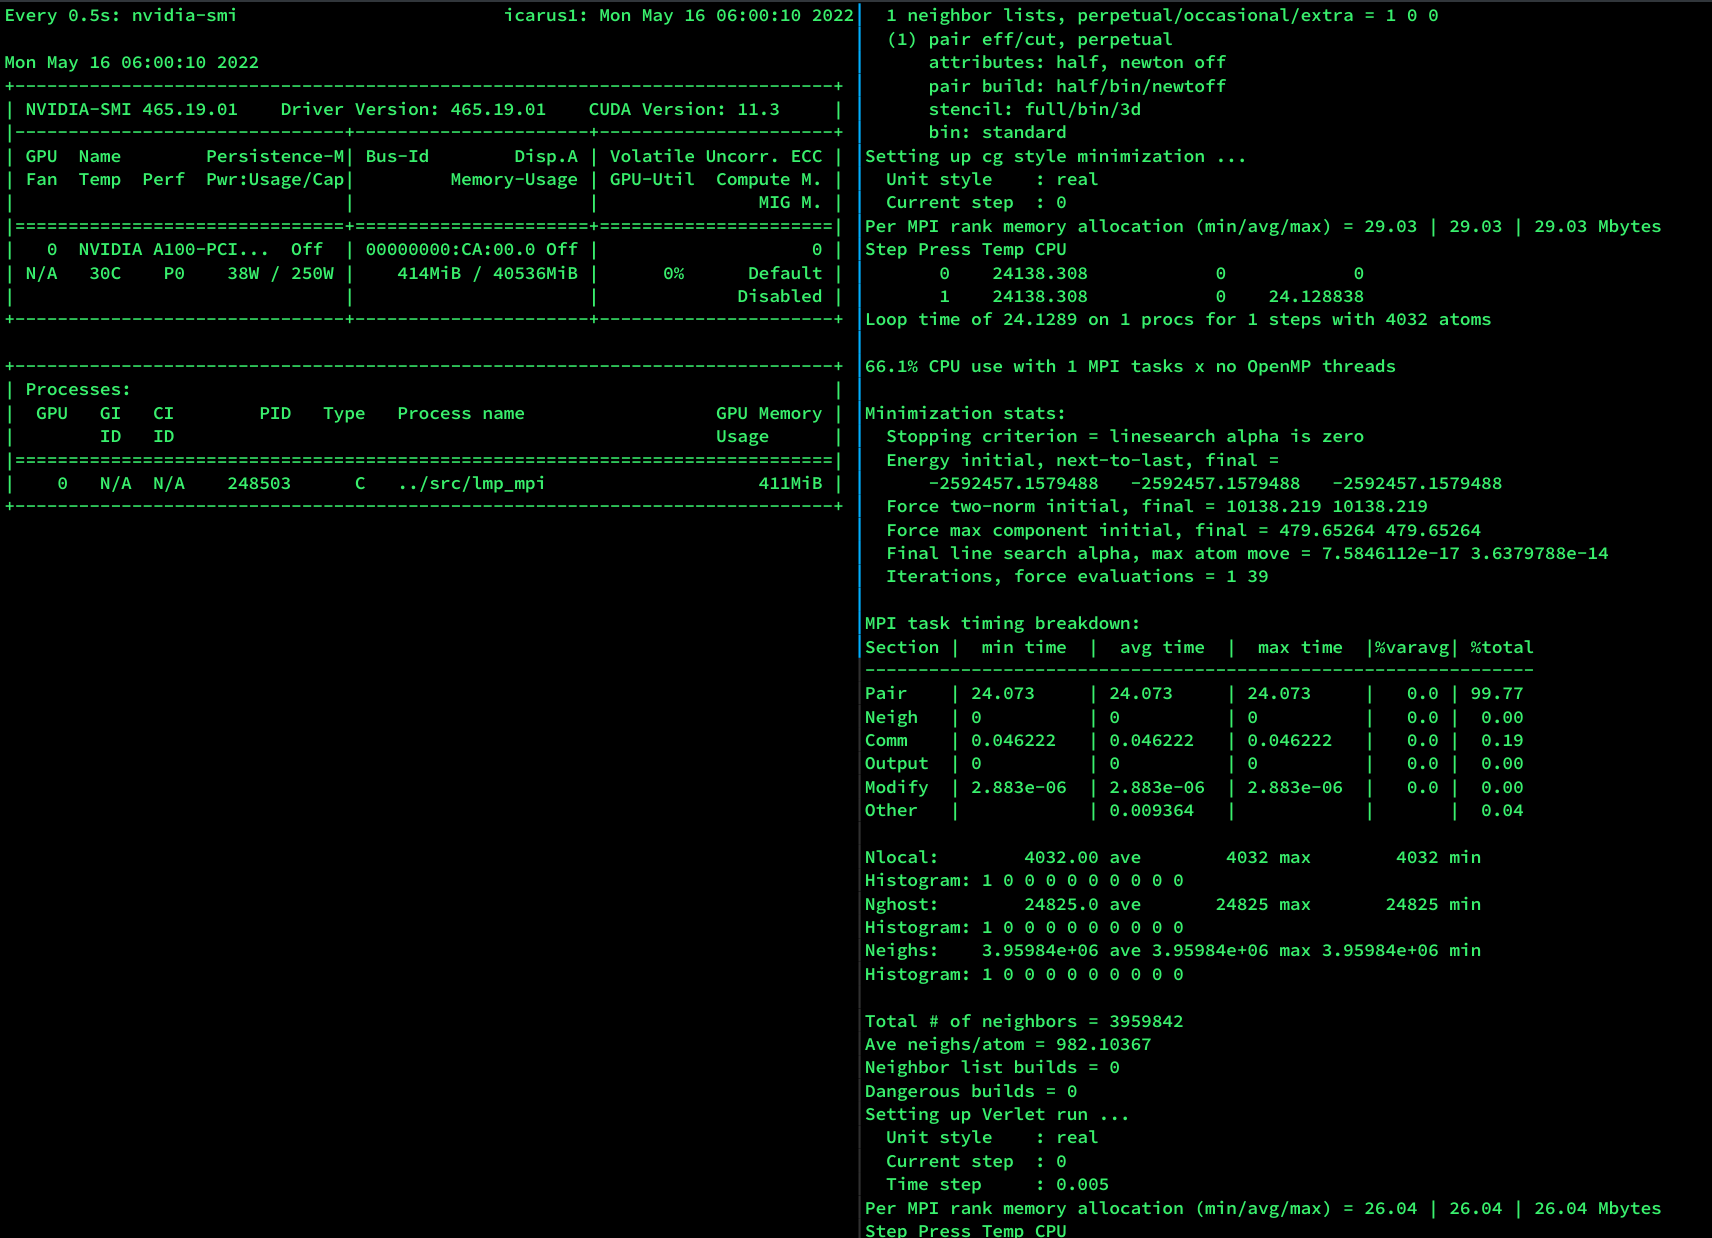 Every 0.5s: nvidia-smi                         icarus1: Mon May 16 06:00:10 2022

Mon May 16 06:00:10 2022
+-----------------------------------------------------------------------------+
| NVIDIA-SMI 465.19.01    Driver Version: 465.19.01    CUDA Version: 11.3     |
|-------------------------------+----------------------+----------------------+
| GPU  Name        Persistence-M| Bus-Id        Disp.A | Volatile Uncorr. ECC |
| Fan  Temp  Perf  Pwr:Usage/Cap|         Memory-Usage | GPU-Util  Compute M. |
|                               |                      |               MIG M. |
|===============================+======================+======================|
|   0  NVIDIA A100-PCI...  Off  | 00000000:CA:00.0 Off |                    0 |
| N/A   30C    P0    38W / 250W |    414MiB / 40536MiB |      0%      Default |
|                               |                      |             Disabled |
+-------------------------------+----------------------+----------------------+

+-----------------------------------------------------------------------------+
| Processes:                                                                  |
|  GPU   GI   CI        PID   Type   Process name                  GPU Memory |
|        ID   ID                                                   Usage      |
|=============================================================================|
|    0   N/A  N/A    248503      C   ../src/lmp_mpi                    411MiB |
+-----------------------------------------------------------------------------+
  1 neighbor lists, perpetual/occasional/extra = 1 0 0
  (1) pair eff/cut, perpetual
      attributes: half, newton off
      pair build: half/bin/newtoff
      stencil: full/bin/3d
      bin: standard
Setting up cg style minimization ...
  Unit style    : real
  Current step  : 0
Per MPI rank memory allocation (min/avg/max) = 29.03 | 29.03 | 29.03 Mbytes
Step Press Temp CPU
       0    24138.308            0            0
       1    24138.308            0    24.128838
Loop time of 24.1289 on 1 procs for 1 steps with 4032 atoms

66.1% CPU use with 1 MPI tasks x no OpenMP threads

Minimization stats:
  Stopping criterion = linesearch alpha is zero
  Energy initial, next-to-last, final =
      -2592457.1579488   -2592457.1579488   -2592457.1579488
  Force two-norm initial, final = 10138.219 10138.219
  Force max component initial, final = 479.65264 479.65264
  Final line search alpha, max atom move = 7.5846112e-17 3.6379788e-14
  Iterations, force evaluations = 1 39

MPI task timing breakdown:
Section |  min time  |  avg time  |  max time  |%varavg| %total
---------------------------------------------------------------
Pair    | 24.073     | 24.073     | 24.073     |   0.0 | 99.77
Neigh   | 0          | 0          | 0          |   0.0 |  0.00
Comm    | 0.046222   | 0.046222   | 0.046222   |   0.0 |  0.19
Output  | 0          | 0          | 0          |   0.0 |  0.00
Modify  | 2.883e-06  | 2.883e-06  | 2.883e-06  |   0.0 |  0.00
Other   |            | 0.009364   |            |       |  0.04

Nlocal:        4032.00 ave        4032 max        4032 min
Histogram: 1 0 0 0 0 0 0 0 0 0
Nghost:        24825.0 ave       24825 max       24825 min
Histogram: 1 0 0 0 0 0 0 0 0 0
Neighs:    3.95984e+06 ave 3.95984e+06 max 3.95984e+06 min
Histogram: 1 0 0 0 0 0 0 0 0 0

Total # of neighbors = 3959842
Ave neighs/atom = 982.10367
Neighbor list builds = 0
Dangerous builds = 0
Setting up Verlet run ...
  Unit style    : real
  Current step  : 0
  Time step     : 0.005
Per MPI rank memory allocation (min/avg/max) = 26.04 | 26.04 | 26.04 Mbytes
Step Press Temp CPU